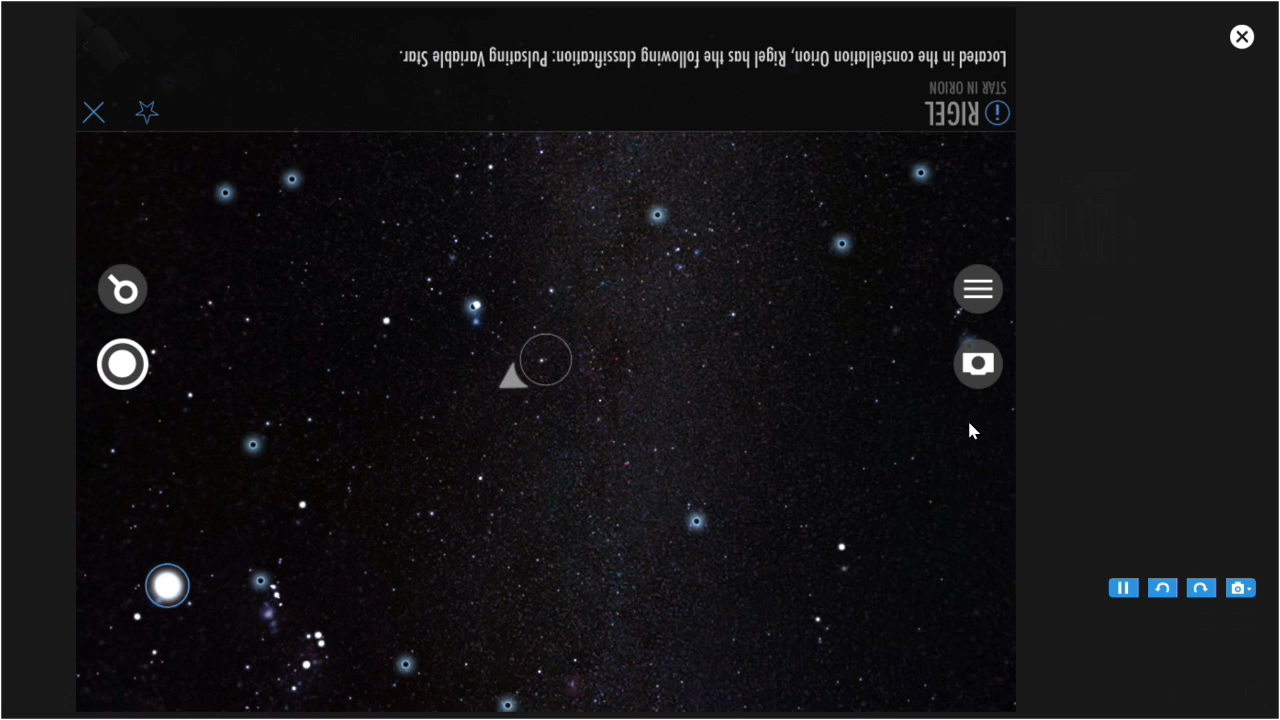 RIGEL
STAR IN ORION
Located in the constellation Orion, Rigel has the following classification: Pulsating Variable Star.